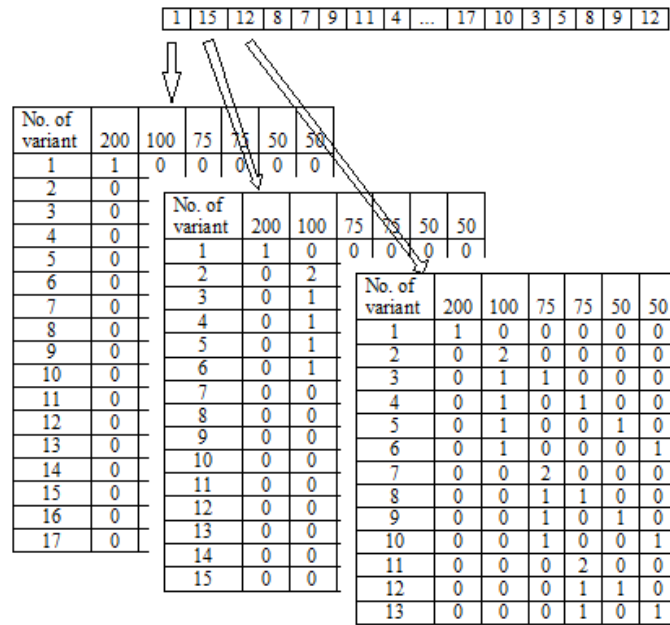 1 15 12 8 7 9 11 4 ... 17 10 3 5 8 9 12
No. of
variant 200 100 75 75 50 50
1 1 0 0 0 0 0
2 0
3 0
4 0
5 0
6 0
7 0
8 0
9 0
10 0
11 0
12 0
13 0
14 0
15 0
16 0
17 0
No. of
variant 200 100 75 75 50 50
1 1 0 0 0 0 0
2 0 2
3 0 1
4 0 1
5 0 1
6 0 1
7 0 0
8 0 0
9 0 0
10 0 0
11 0 0
12 0 0
13 0 0
14 0 0
15 0 0
No. of
variant 200 100 75 75 50 50
1 1 0 0 0 0 0
2 0 2 0 0 0 0
3 0 1 1 0 0 0
4 0 1 0 1 0 0
5 0 1 0 0 1 0
6 0 1 0 0 0 1
7 0 0 2 0 0 0
8 0 0 1 1 0 0
9 0 0 1 0 1 0
10 0 0 1 0 0 1
11 0 0 0 2 0 0
12 0 0 0 1 1 0
13 0 0 0 1 0 1